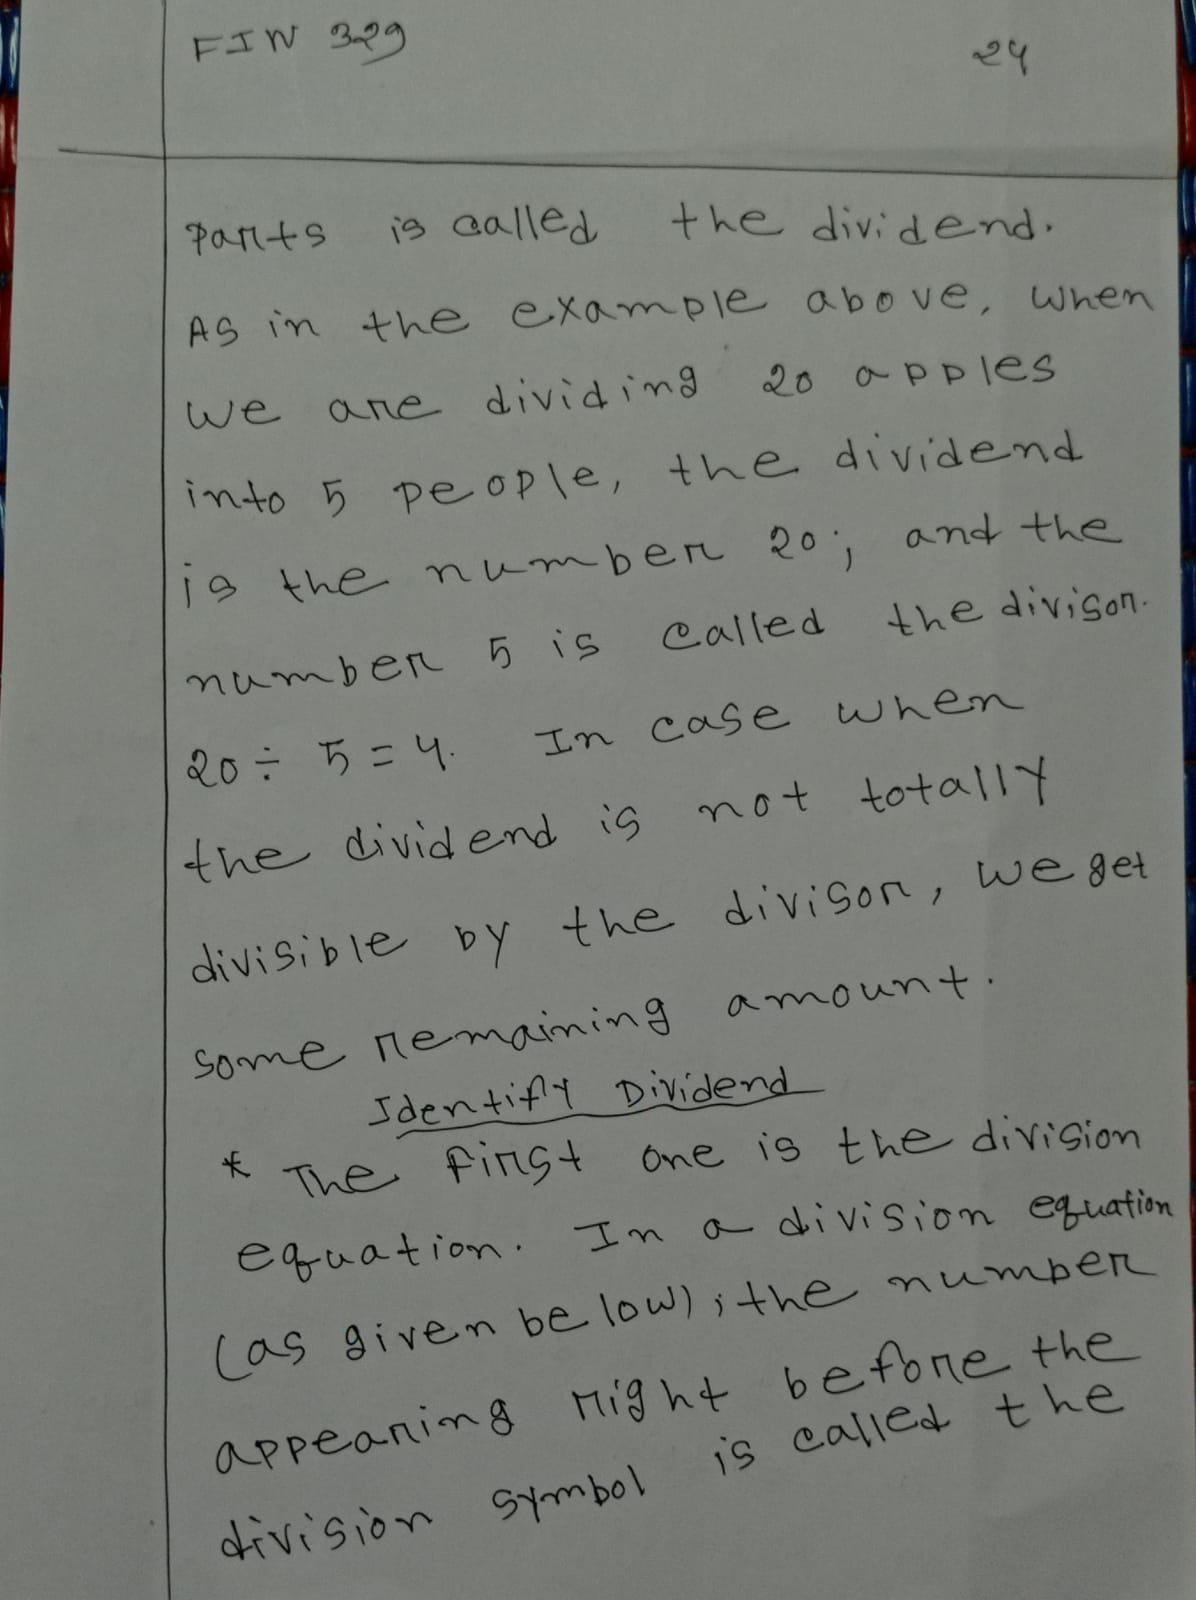 FIN 329
24
Parts is called the dividend.
As in the example above, when
we are dividing 20 apples
into 5 people, the dividend
is the number 20; and the
number 5 is called the divisor.
20 ÷ 5 = 4. In case when
the dividend is not totally
divisible by the divisor, we get
some remaining amount.
Identify Dividend
* The first one is the division
equation. In a division equation
(as given below); the number
appearing right before the
division symbol is called the